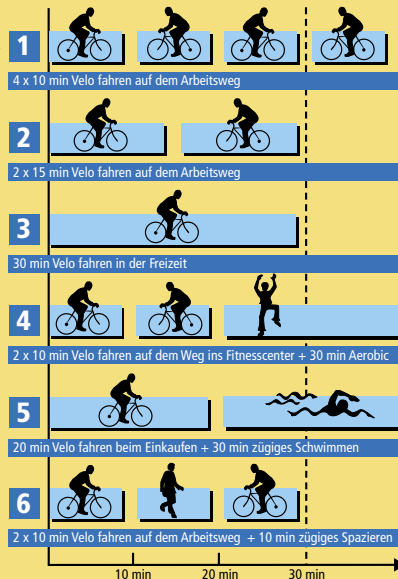 1
4 x 10 min Velo fahren auf dem Arbeitsweg
2
2 x 15 min Velo fahren auf dem Arbeitsweg
3
30 min Velo fahren in der Freizeit
4
2 x 10 min Velo fahren auf dem Weg ins Fitnesscenter + 30 min Aerobic
5
20 min Velo fahren beim Einkaufen + 30 min zügiges Schwimmen
6
2 x 10 min Velo fahren auf dem Arbeitsweg + 10 min zügiges Spazieren
10 min 20 min 30 min